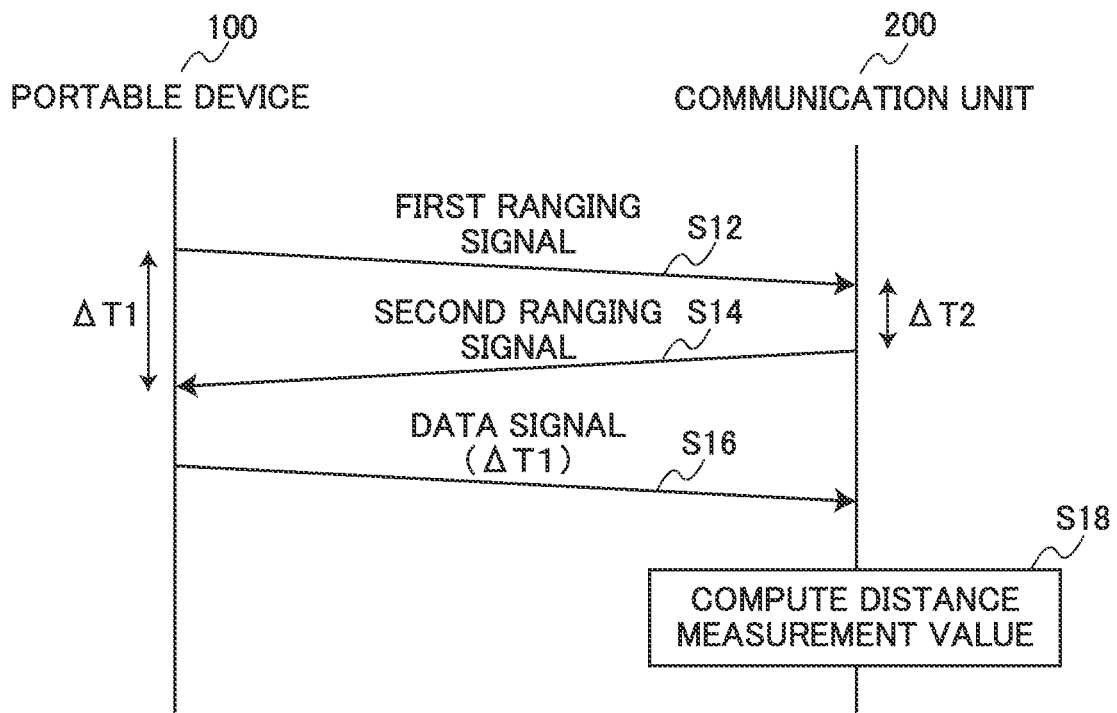 100
200
PORTABLE DEVICE
COMMUNICATION UNIT
FIRST RANGING
SIGNAL
S12
ΔT1
SECOND RANGING
SIGNAL
S14
ΔT2
DATA SIGNAL
(ΔT1)
S16
S18
COMPUTE DISTANCE
MEASUREMENT VALUE